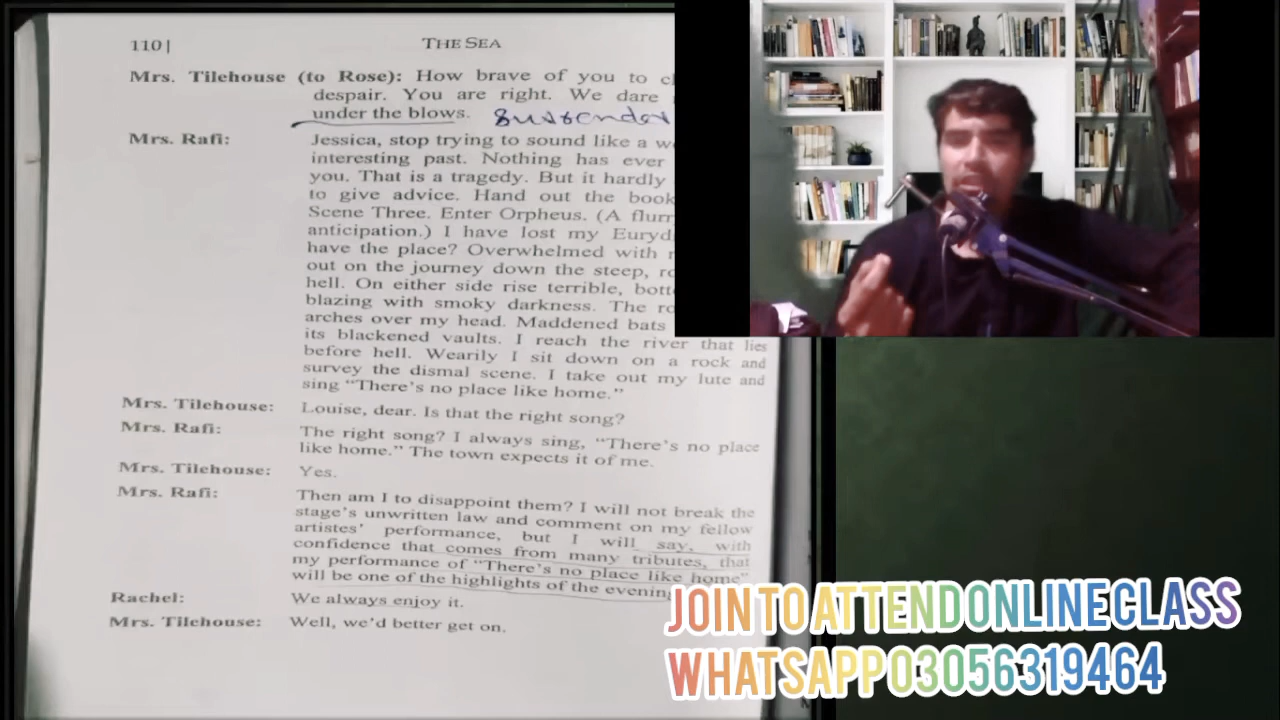 110|
THE SEA
Mrs. Tilehouse (to Rose): How brave of you to
despair. You are right. We dare
under the blows. Surrender
Mrs. Rafi: Jessica, stop trying to sound like a
interesting past. Nothing has ever
you. That is a tragedy. But it hardly
to give advice. Hand out the book
Scene Three. Enter Orpheus. (A
anticipation.) I have lost my
have the place? Overwhelmed with
out on the journey down the steep,
hell. On either side rise terrible,
blazing with smoky darkness. The
arches over my head. Maddened bats
its blackened vaults. I reach the river that lies
before hell. Wearily I sit down on a rock and
survey the dismal scene. I take out my lute and
sing “There's no place like home.”
Mrs. Tilehouse: Louise, dear. Is that the right song?
Mrs. Rafi: The right song? I always sing, “There's no place
like home.” The town expects it of me.
Mrs. Tilehouse: Yes.
Mrs. Rafi: Then am I to disappoint them? I will not break the
stage's unwritten law and comment on my fellow
artistes' performance, but I will say, with
confidence that comes from many tributes, that
my performance of “There's no place like home”
will be one of the highlights of the evening
Rachel: We always enjoy it.
Mrs. Tilehouse: Well, we'd better get on.
JOIN TO ATTEND ONLINE CLASS
WHATSAPP 03056319464